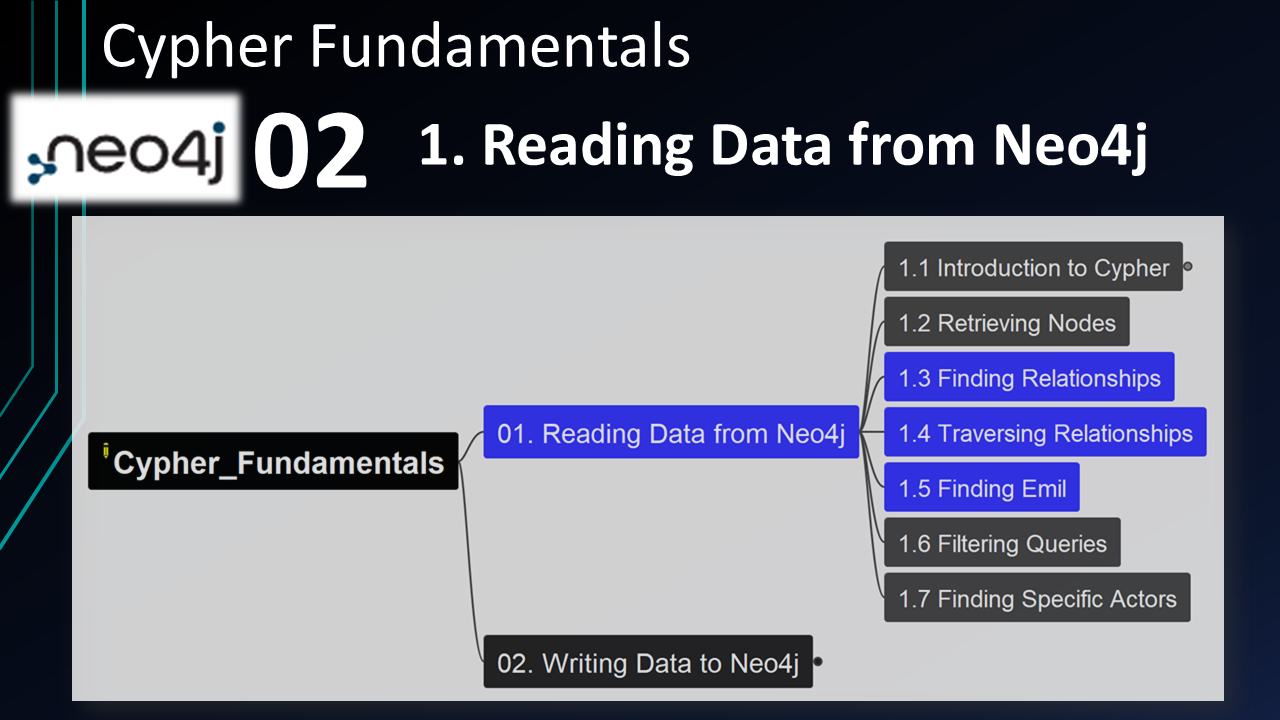 Cypher Fundamentals
neo4j
02
1. Reading Data from Neo4j
1.1 Introduction to Cypher
1.2 Retrieving Nodes
1.3 Finding Relationships
01. Reading Data from Neo4j
1.4 Traversing Relationships
Cypher_Fundamentals
1.5 Finding Emil
1.6 Filtering Queries
1.7 Finding Specific Actors
02. Writing Data to Neo4j